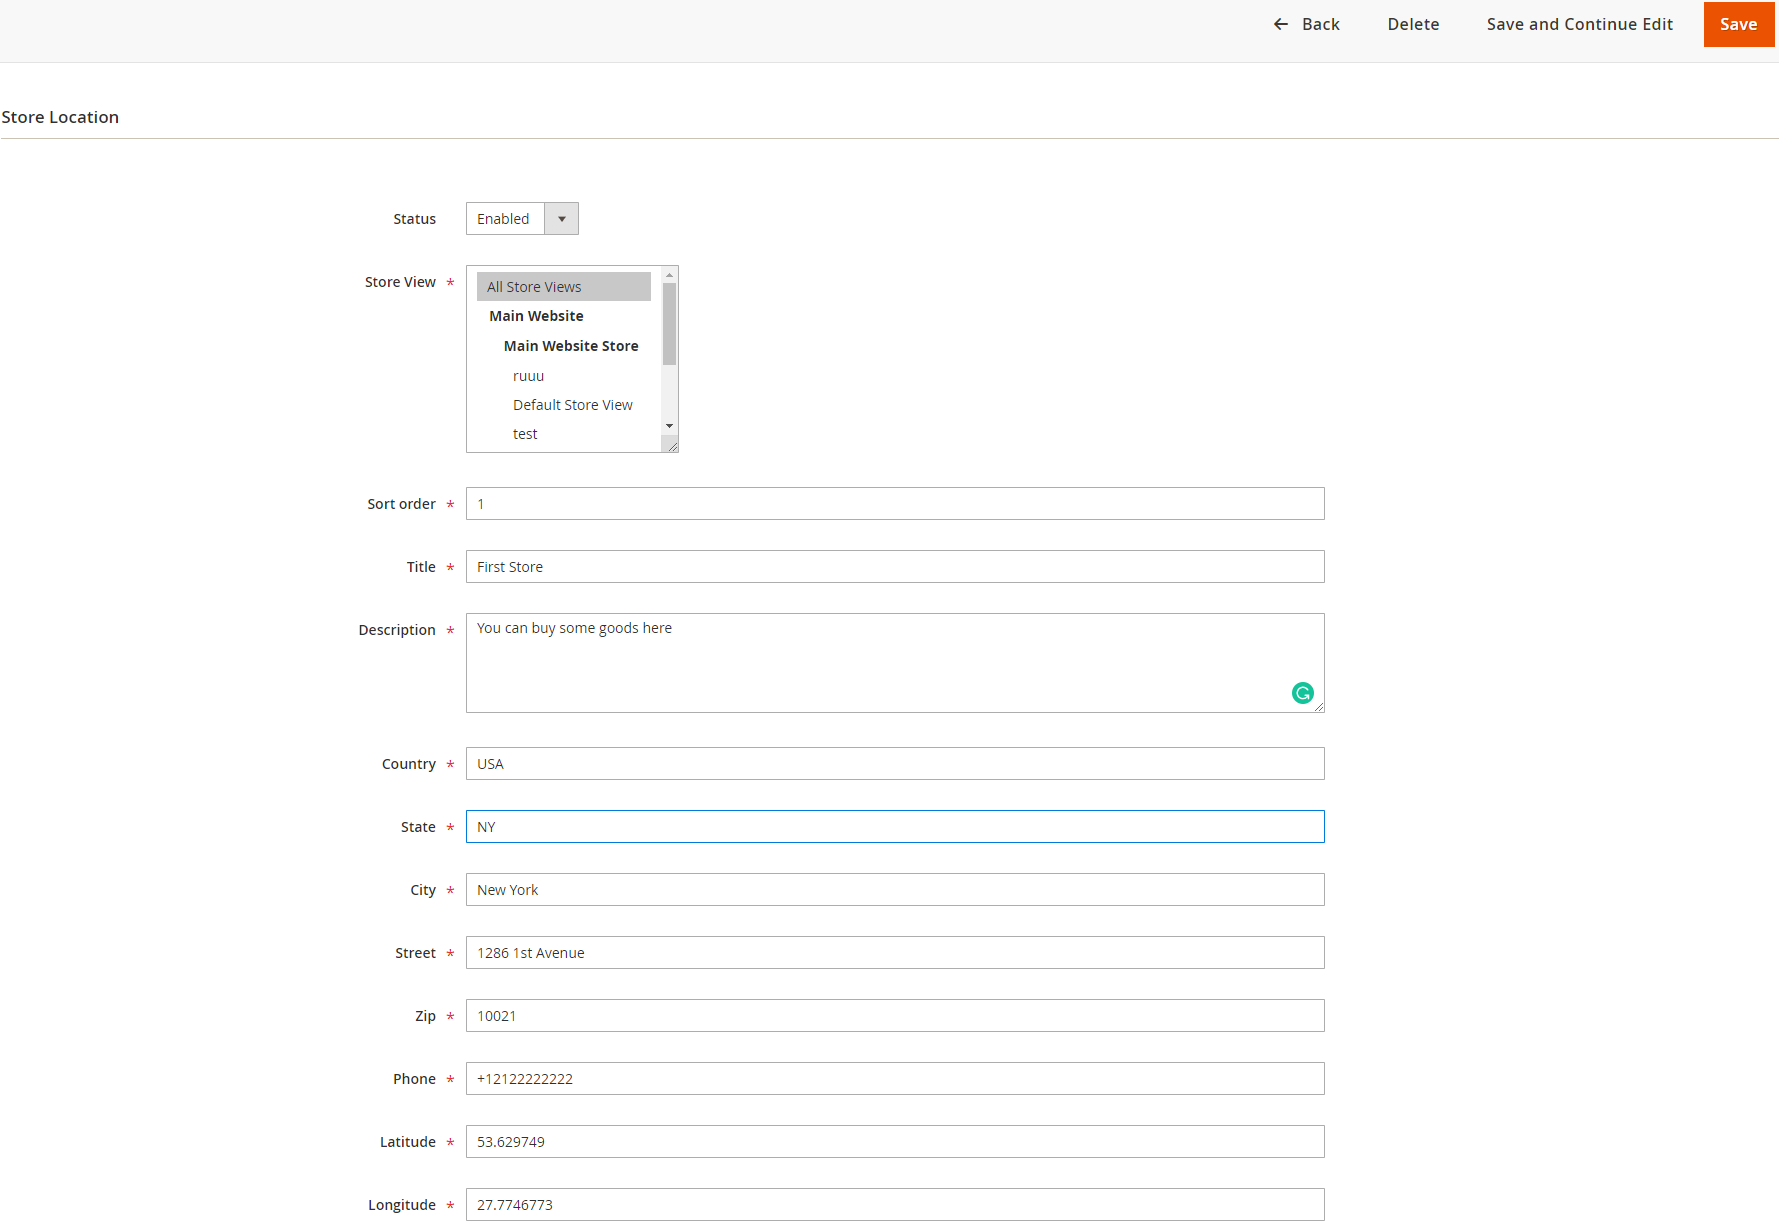 Back Delete Save and Continue Edit Save
Store Location
Status Enabled
Store View * All Store Views
Main Website
Main Website Store
ruuu
Default Store View
test
Sort order * 1
Title * First Store
Description * You can buy some goods here
Country * USA
State * NY
City * New York
Street * 1286 1st Avenue
Zip * 10021
Phone * +12122222222
Latitude * 53.629749
Longitude * 27.7746773